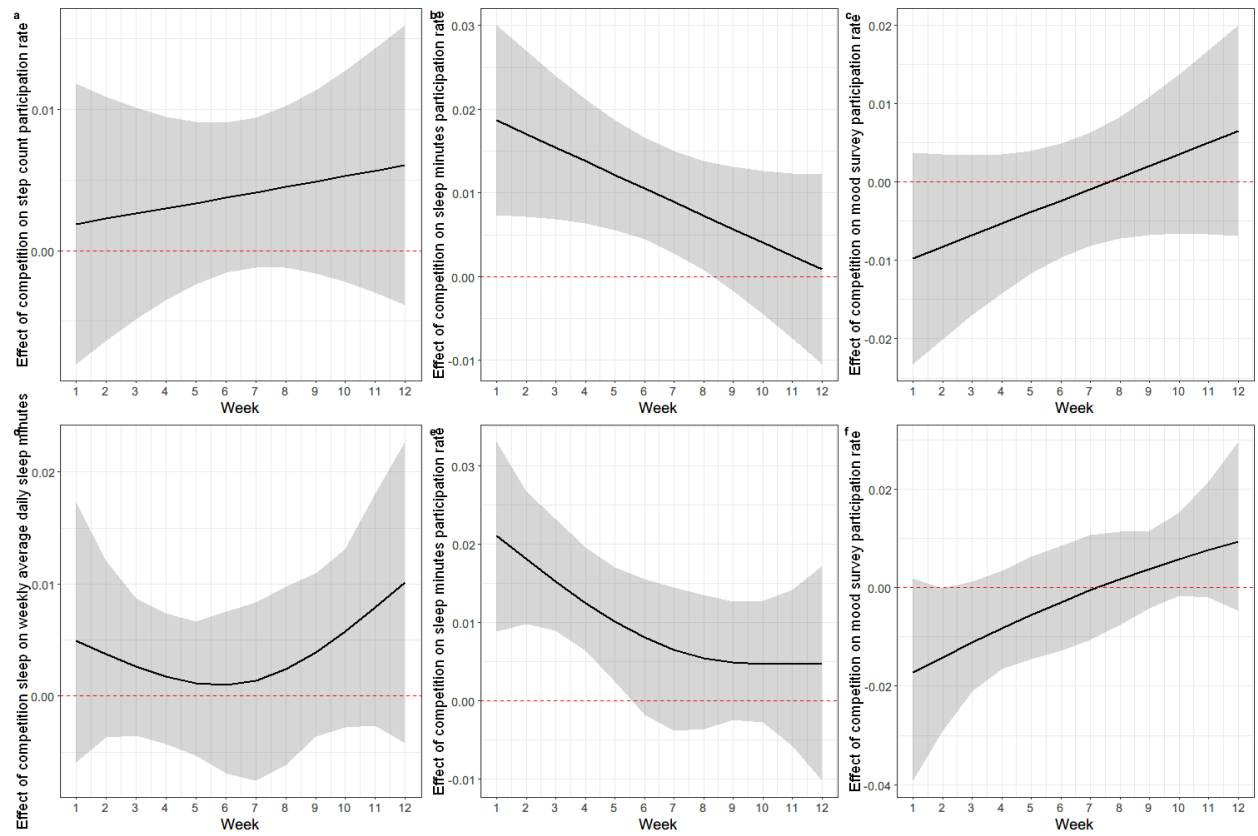 a
Effect of competition on step count participation rate
0.01
0.00
1 2 3 4 5 6 7 8 9 10 11 12
Week
b
Effect of competition on sleep minutes participation rate
0.03
0.02
0.01
0.00
-0.01
1 2 3 4 5 6 7 8 9 10 11 12
Week
c
Effect of competition on mood survey participation rate
0.02
0.01
0.00
-0.01
-0.02
1 2 3 4 5 6 7 8 9 10 11 12
Week
d
Effect of competition sleep on weekly average daily sleep minutes
0.02
0.01
0.00
1 2 3 4 5 6 7 8 9 10 11 12
Week
e
Effect of competition on sleep minutes participation rate
0.03
0.02
0.01
0.00
-0.01
1 2 3 4 5 6 7 8 9 10 11 12
Week
f
Effect of competition on mood survey participation rate
0.02
0.00
-0.02
-0.04
1 2 3 4 5 6 7 8 9 10 11 12
Week